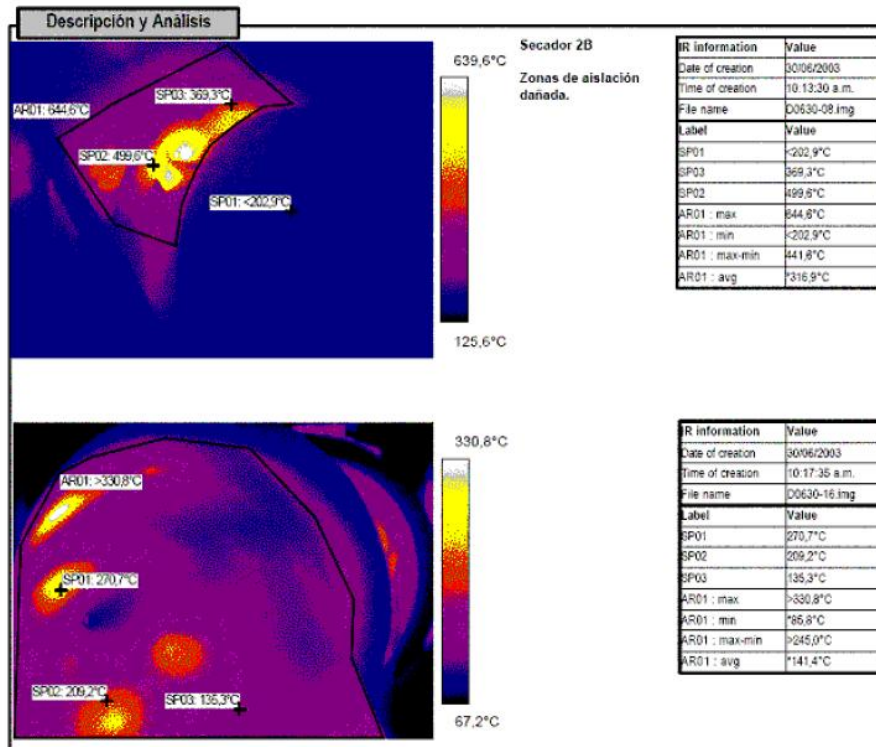 Descripción y Análisis
639,6°C
SP03: 369,3°C
AR01: 644,6°C
SP02: 499,6°C
SP01: <202,9°C
125,6°C
Secador 2B
Zonas de aislación
dañada.
IR information Value
Date of creation 30/06/2003
Time of creation 10:13:30 a.m.
File name D0630-08.img
Label Value
SP01 <202,9°C
SP03 369,3°C
SP02 499,6°C
AR01 : max 644,6°C
AR01 : min <202,9°C
AR01 : max-min 441,6°C
AR01 : avg *316,9°C
330,8°C
AR01: >330,8°C
SP01: 270,7°C
SP02: 209,2°C
SP03: 135,3°C
67,2°C
IR information Value
Date of creation 30/06/2003
Time of creation 10:17:35 a.m.
File name D0630-16.img
Label Value
SP01 270,7°C
SP02 209,2°C
SP03 135,3°C
AR01 : max >330,8°C
AR01 : min *85,8°C
AR01 : max-min >245,0°C
AR01 : avg *141,4°C